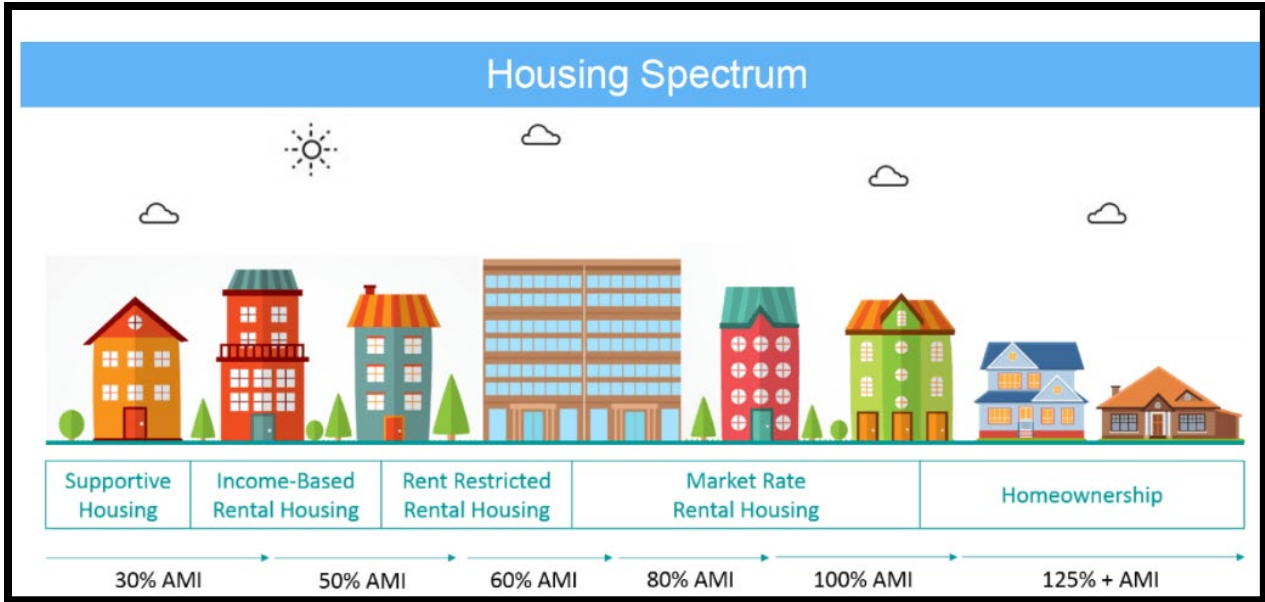 Housing Spectrum
Supportive
Housing
Income-Based
Rental Housing
Rent Restricted
Rental Housing
Market Rate
Rental Housing
Homeownership
30% AMI
50% AMI
60% AMI
80% AMI
100% AMI
125% + AMI